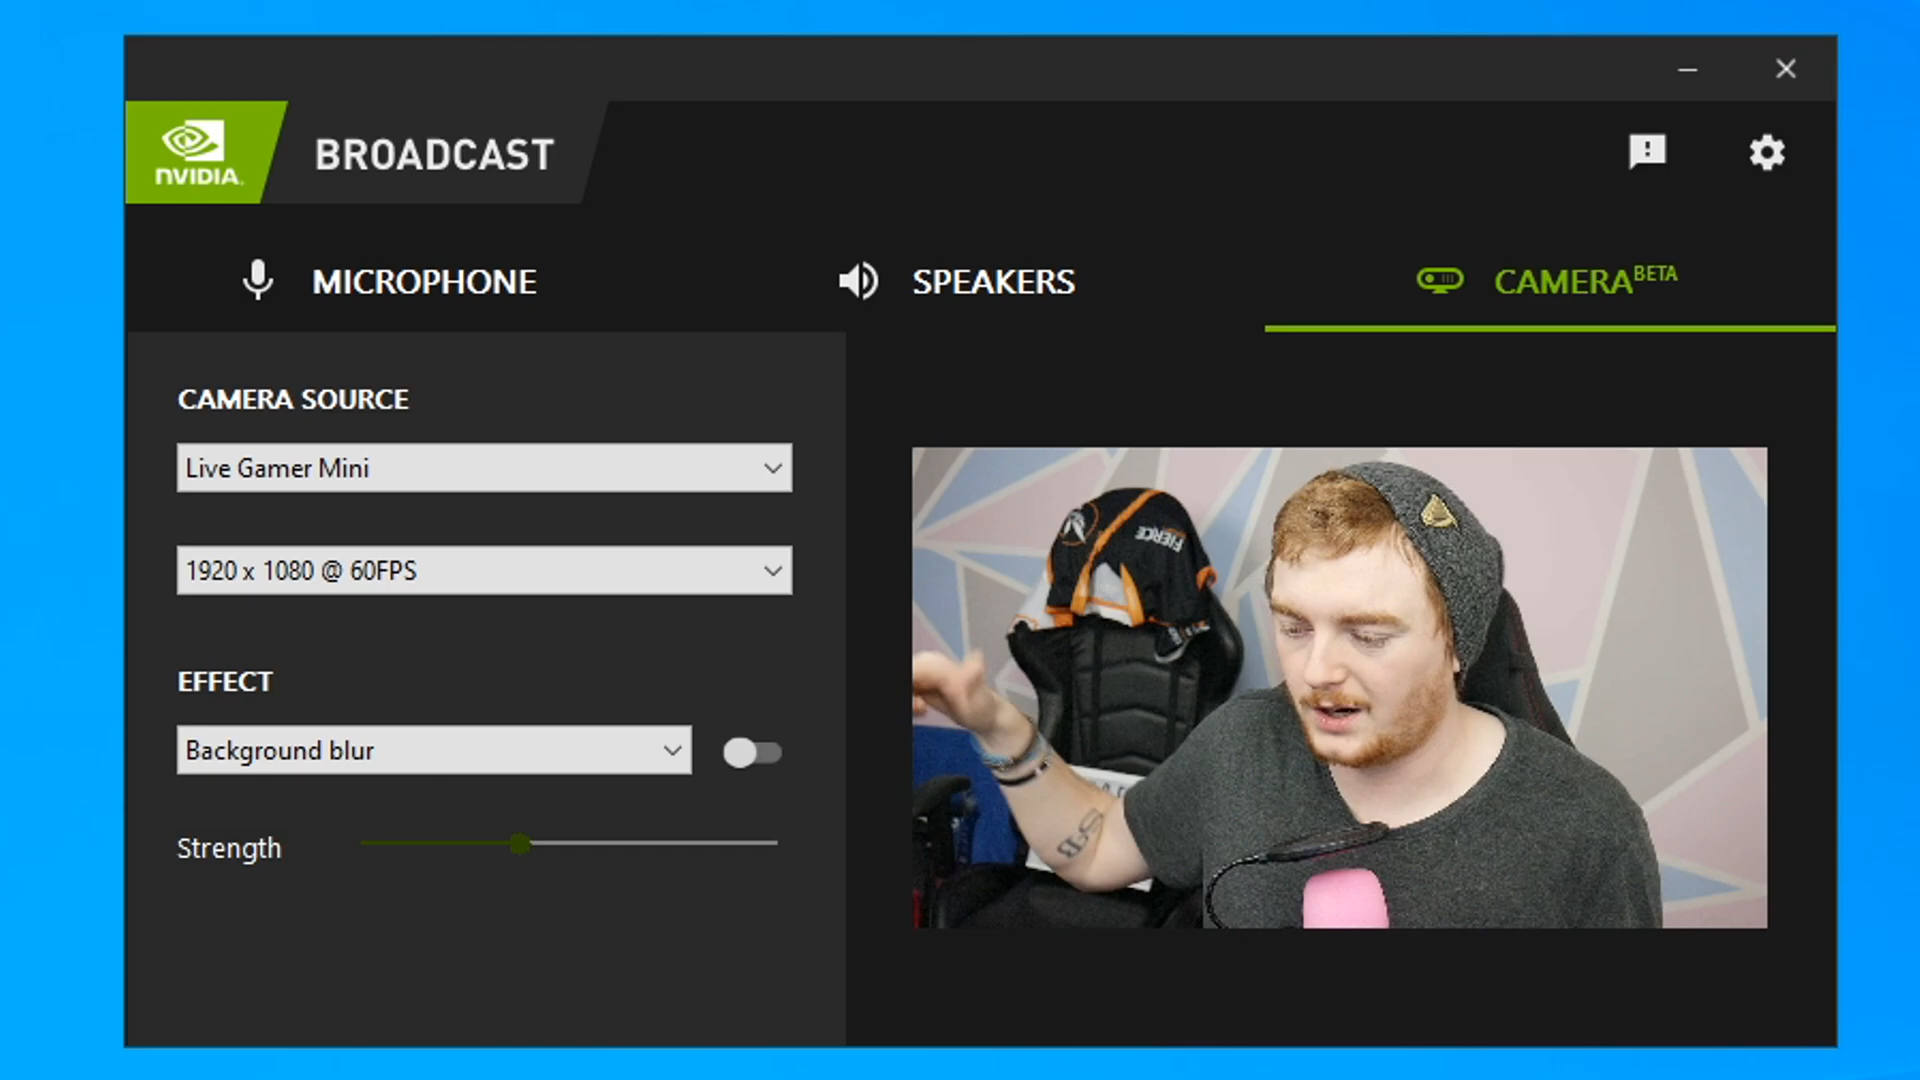 NVIDIA.
BROADCAST
MICROPHONE
SPEAKERS
CAMERA BETA
CAMERA SOURCE
Live Gamer Mini
1920 x 1080 @ 60FPS
EFFECT
Background blur
Strength
FIERCE